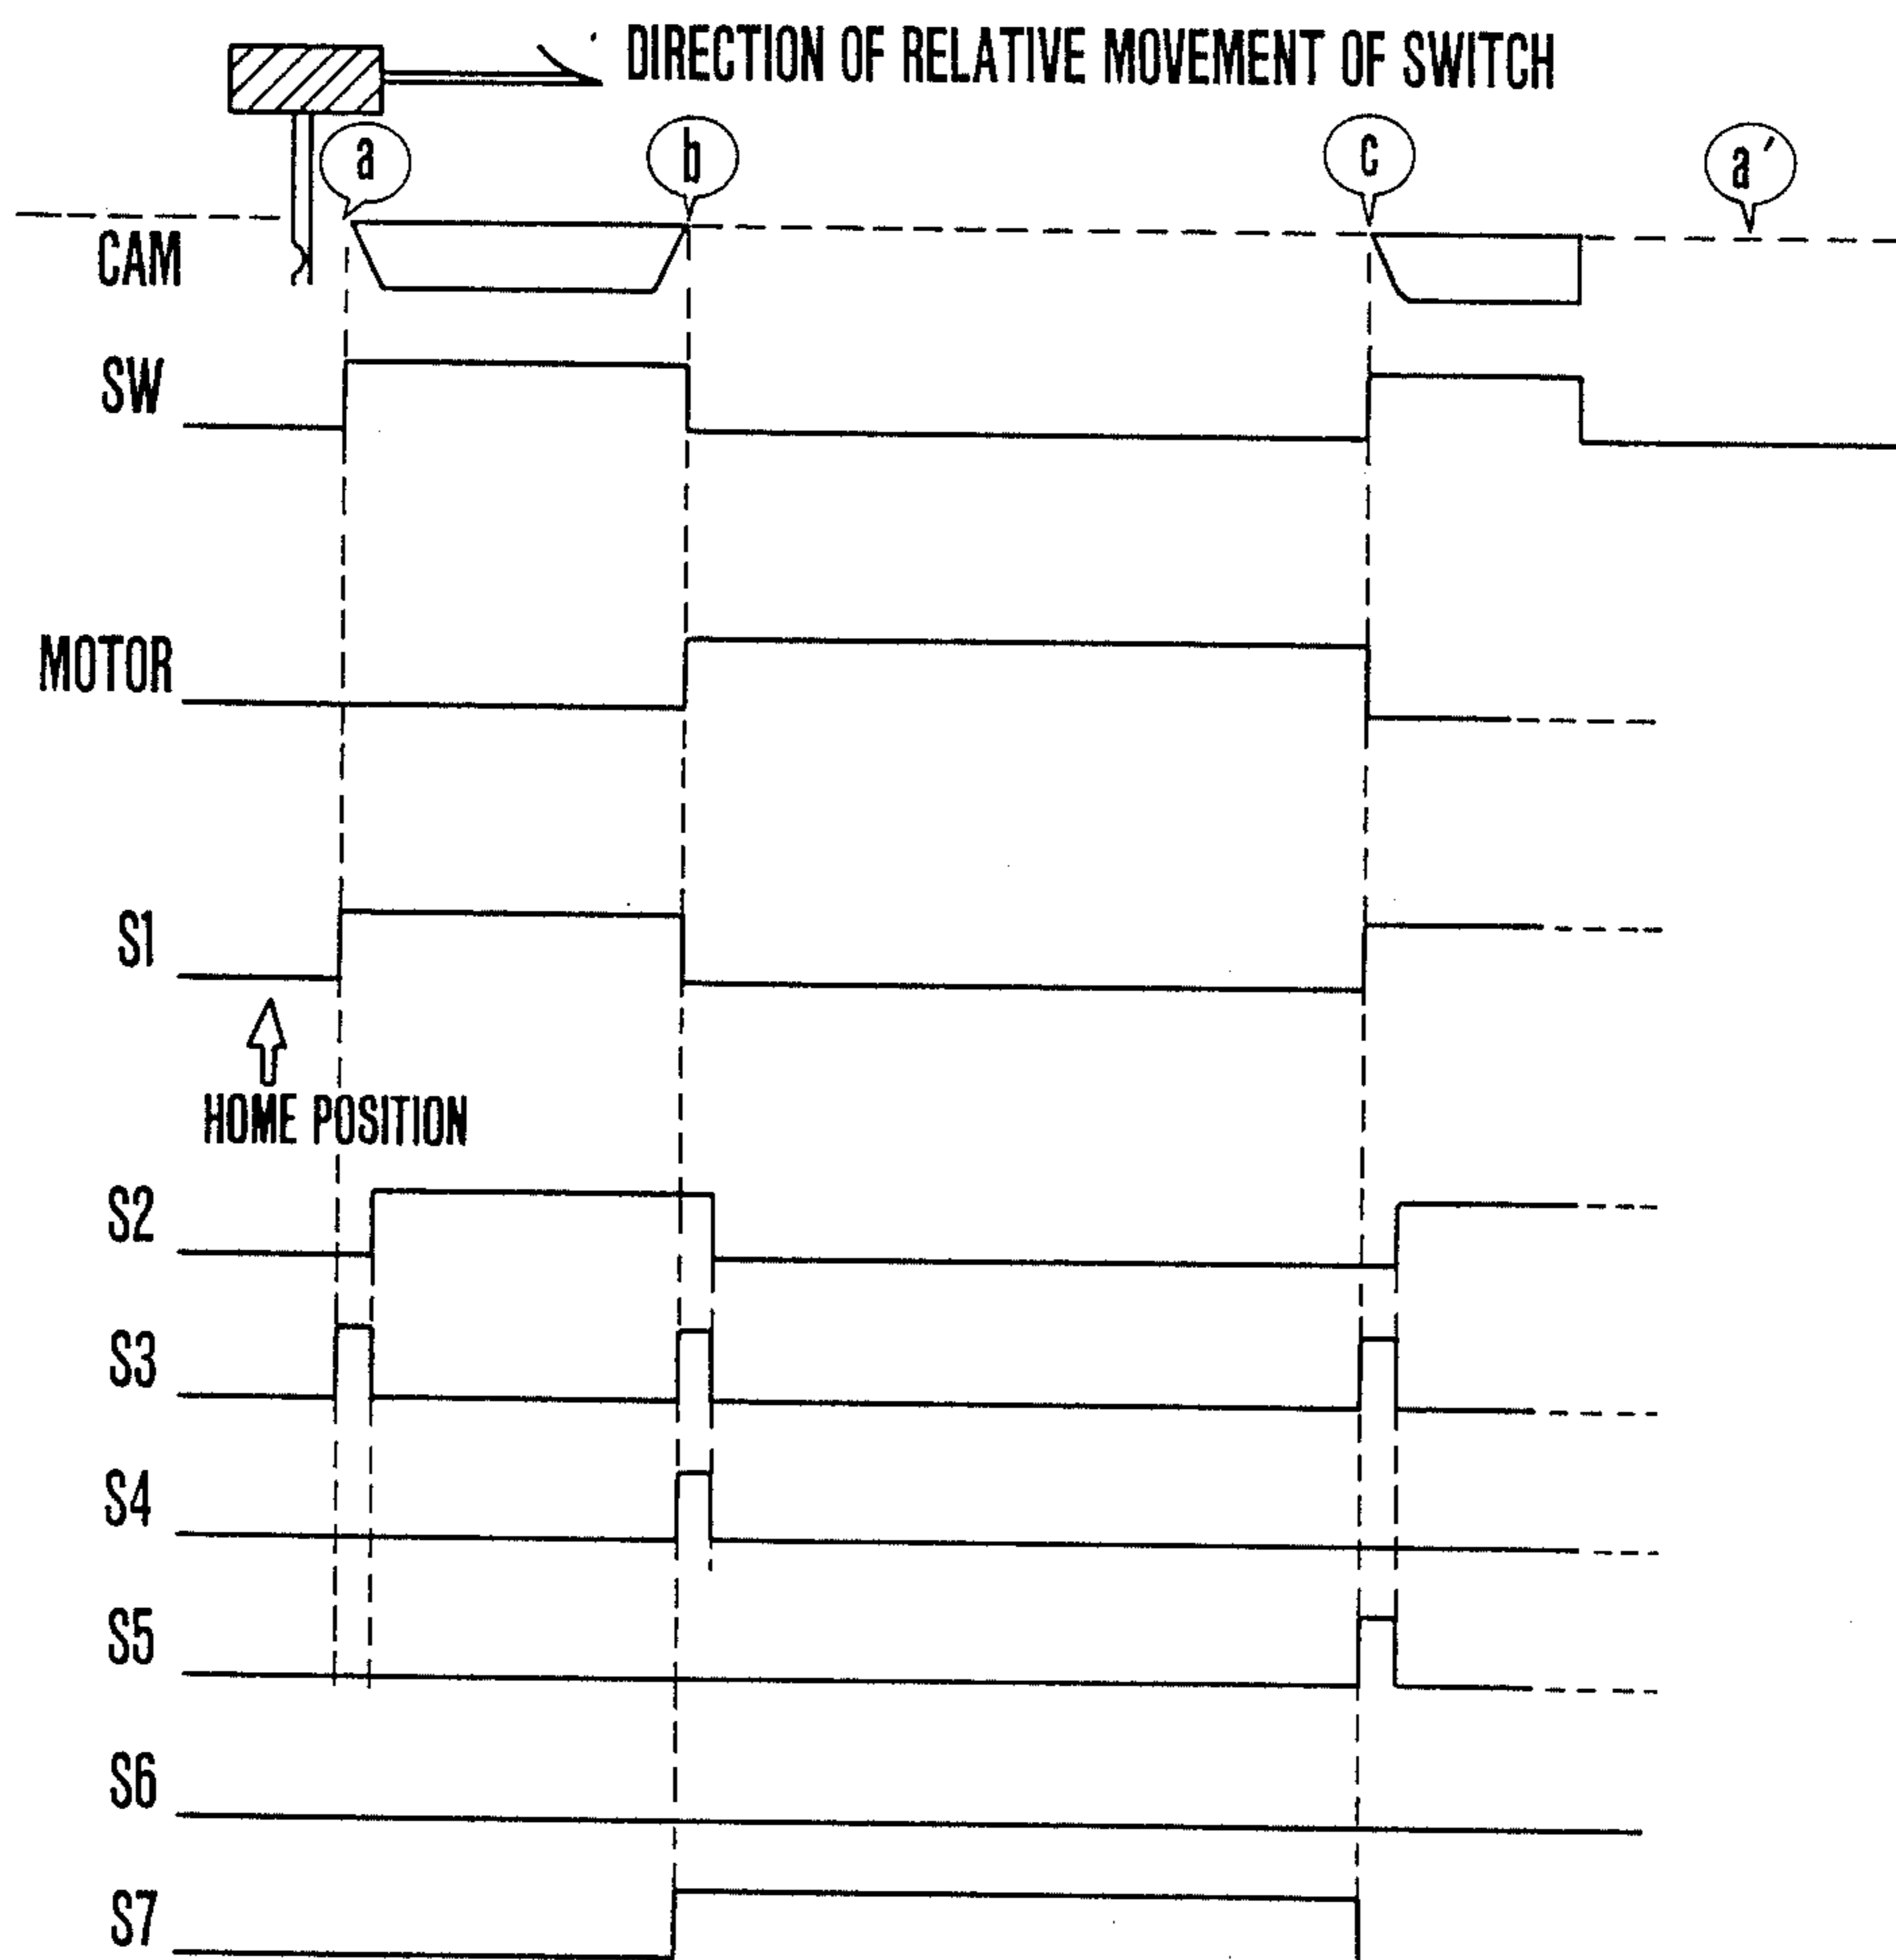 DIRECTION OF RELATIVE MOVEMENT OF SWITCH
a b c a'
CAM
SW
MOTOR
S1
HOME POSITION
S2
S3
S4
S5
S6
S7